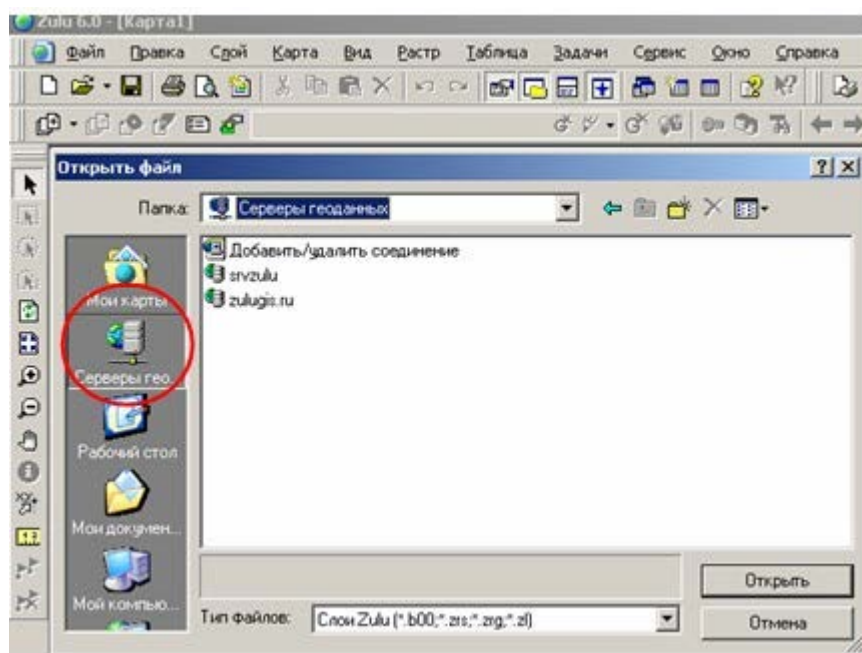 Zulu 6.0 - [Карта1]
Файл Правка Слой Карта Вид Растр Таблица Задачи Сервис Окно Справка
Открыть файл
Папка: Серверы геоданных
Добавить/удалить соединение
srvzulu
zulugis.ru
Мои карты
Серверы гео...
Рабочий стол
Мои докумен...
Мой компью...
Тип файлов: Слои Zulu (*.b00;*.zrs;*.zrg;*.zl)
Открыть
Отмена